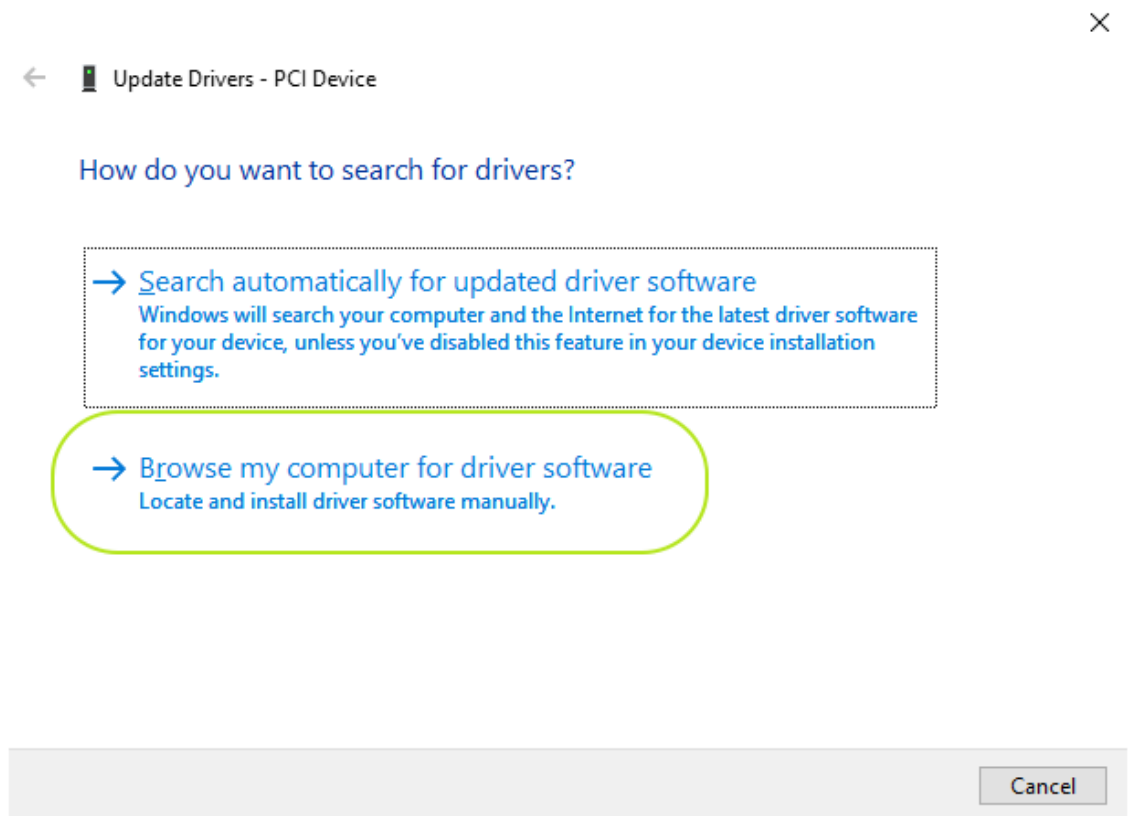 Update Drivers - PCI Device
How do you want to search for drivers?
Search automatically for updated driver software
Windows will search your computer and the Internet for the latest driver software
for your device, unless you’ve disabled this feature in your device installation
settings.
Browse my computer for driver software
Locate and install driver software manually.
Cancel